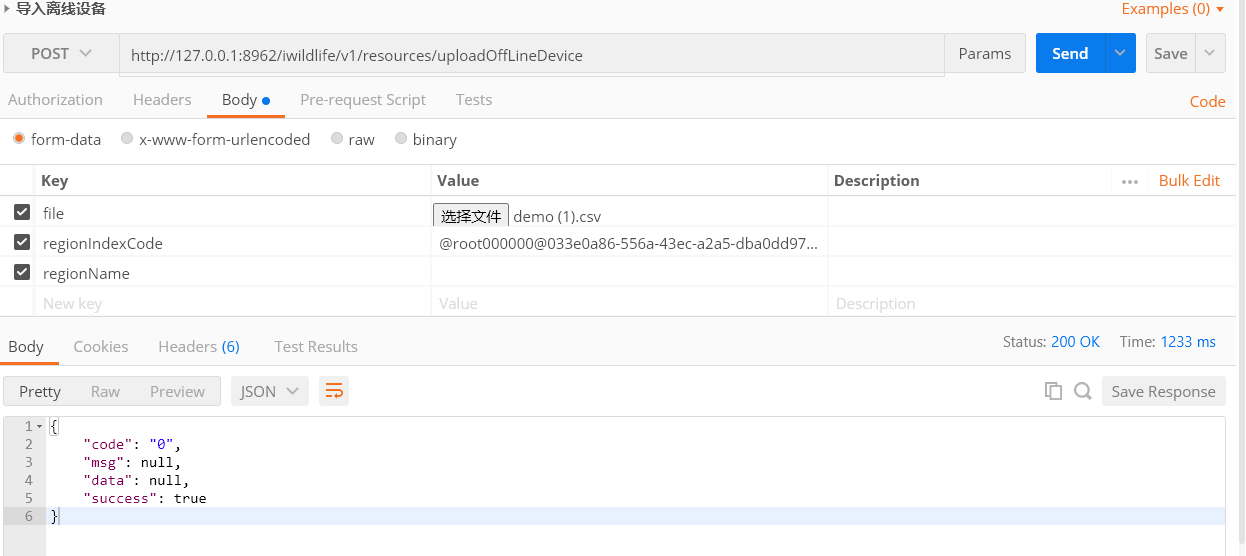 导入离线设备 Examples (0)
POST http://127.0.0.1:8962/iwildlife/v1/resources/uploadOffLineDevice Params Send Save
Authorization Headers Body Pre-request Script Tests Code
form-data x-www-form-urlencoded raw binary
Key Value Description ••• Bulk Edit
file 选择文件 demo (1).csv
regionIndexCode @root000000@033e0a86-556a-43ec-a2a5-dba0dd97...
regionName
New key Value Description
Body Cookies Headers (6) Test Results Status: 200 OK Time: 1233 ms
Pretty Raw Preview JSON Save Response
1 {
2 "code": "0",
3 "msg": null,
4 "data": null,
5 "success": true
6 }